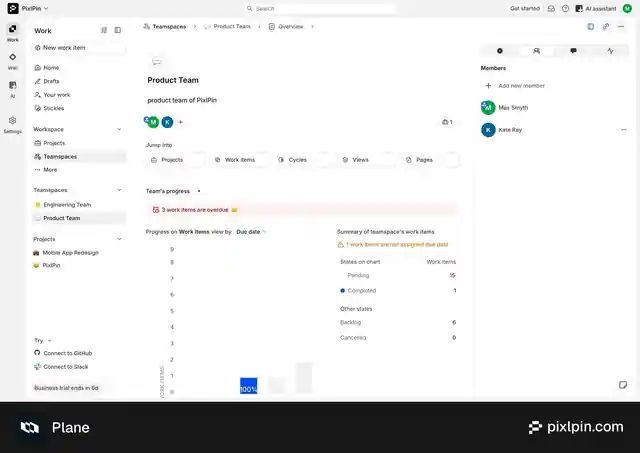 PixlPin
Search
Get started
AI assistant
M
Work
Wiki
AI
Settings
Work
New work item
Home
Drafts
Your work
Stickies
Workspace
Projects
Teamspaces
More
Teamspaces
Engineering Team
Product Team
Projects
Mobile App Redesign
PixlPin
Try
Connect to GitHub
Connect to Slack
Business trial ends in 6d
Teamspaces
Product Team
Overview
Product Team
product team of PixlPin
M
K
1
Jump into
Projects
Work items
Cycles
Views
Pages
Team's progress
3 work items are overdue
Progress on Work items view by Due date
9
8
7
6
5
4
3
2
1
0
WORK ITEMS
100%
Summary of teamspace's work items
1 work items are not assigned due date
States on chart Work items
Pending 15
Completed 1
Other states
Backlog 6
Canceled 0
Members
Add new member
M Max Smyth
K Kate Ray
Plane
pixlpin.com